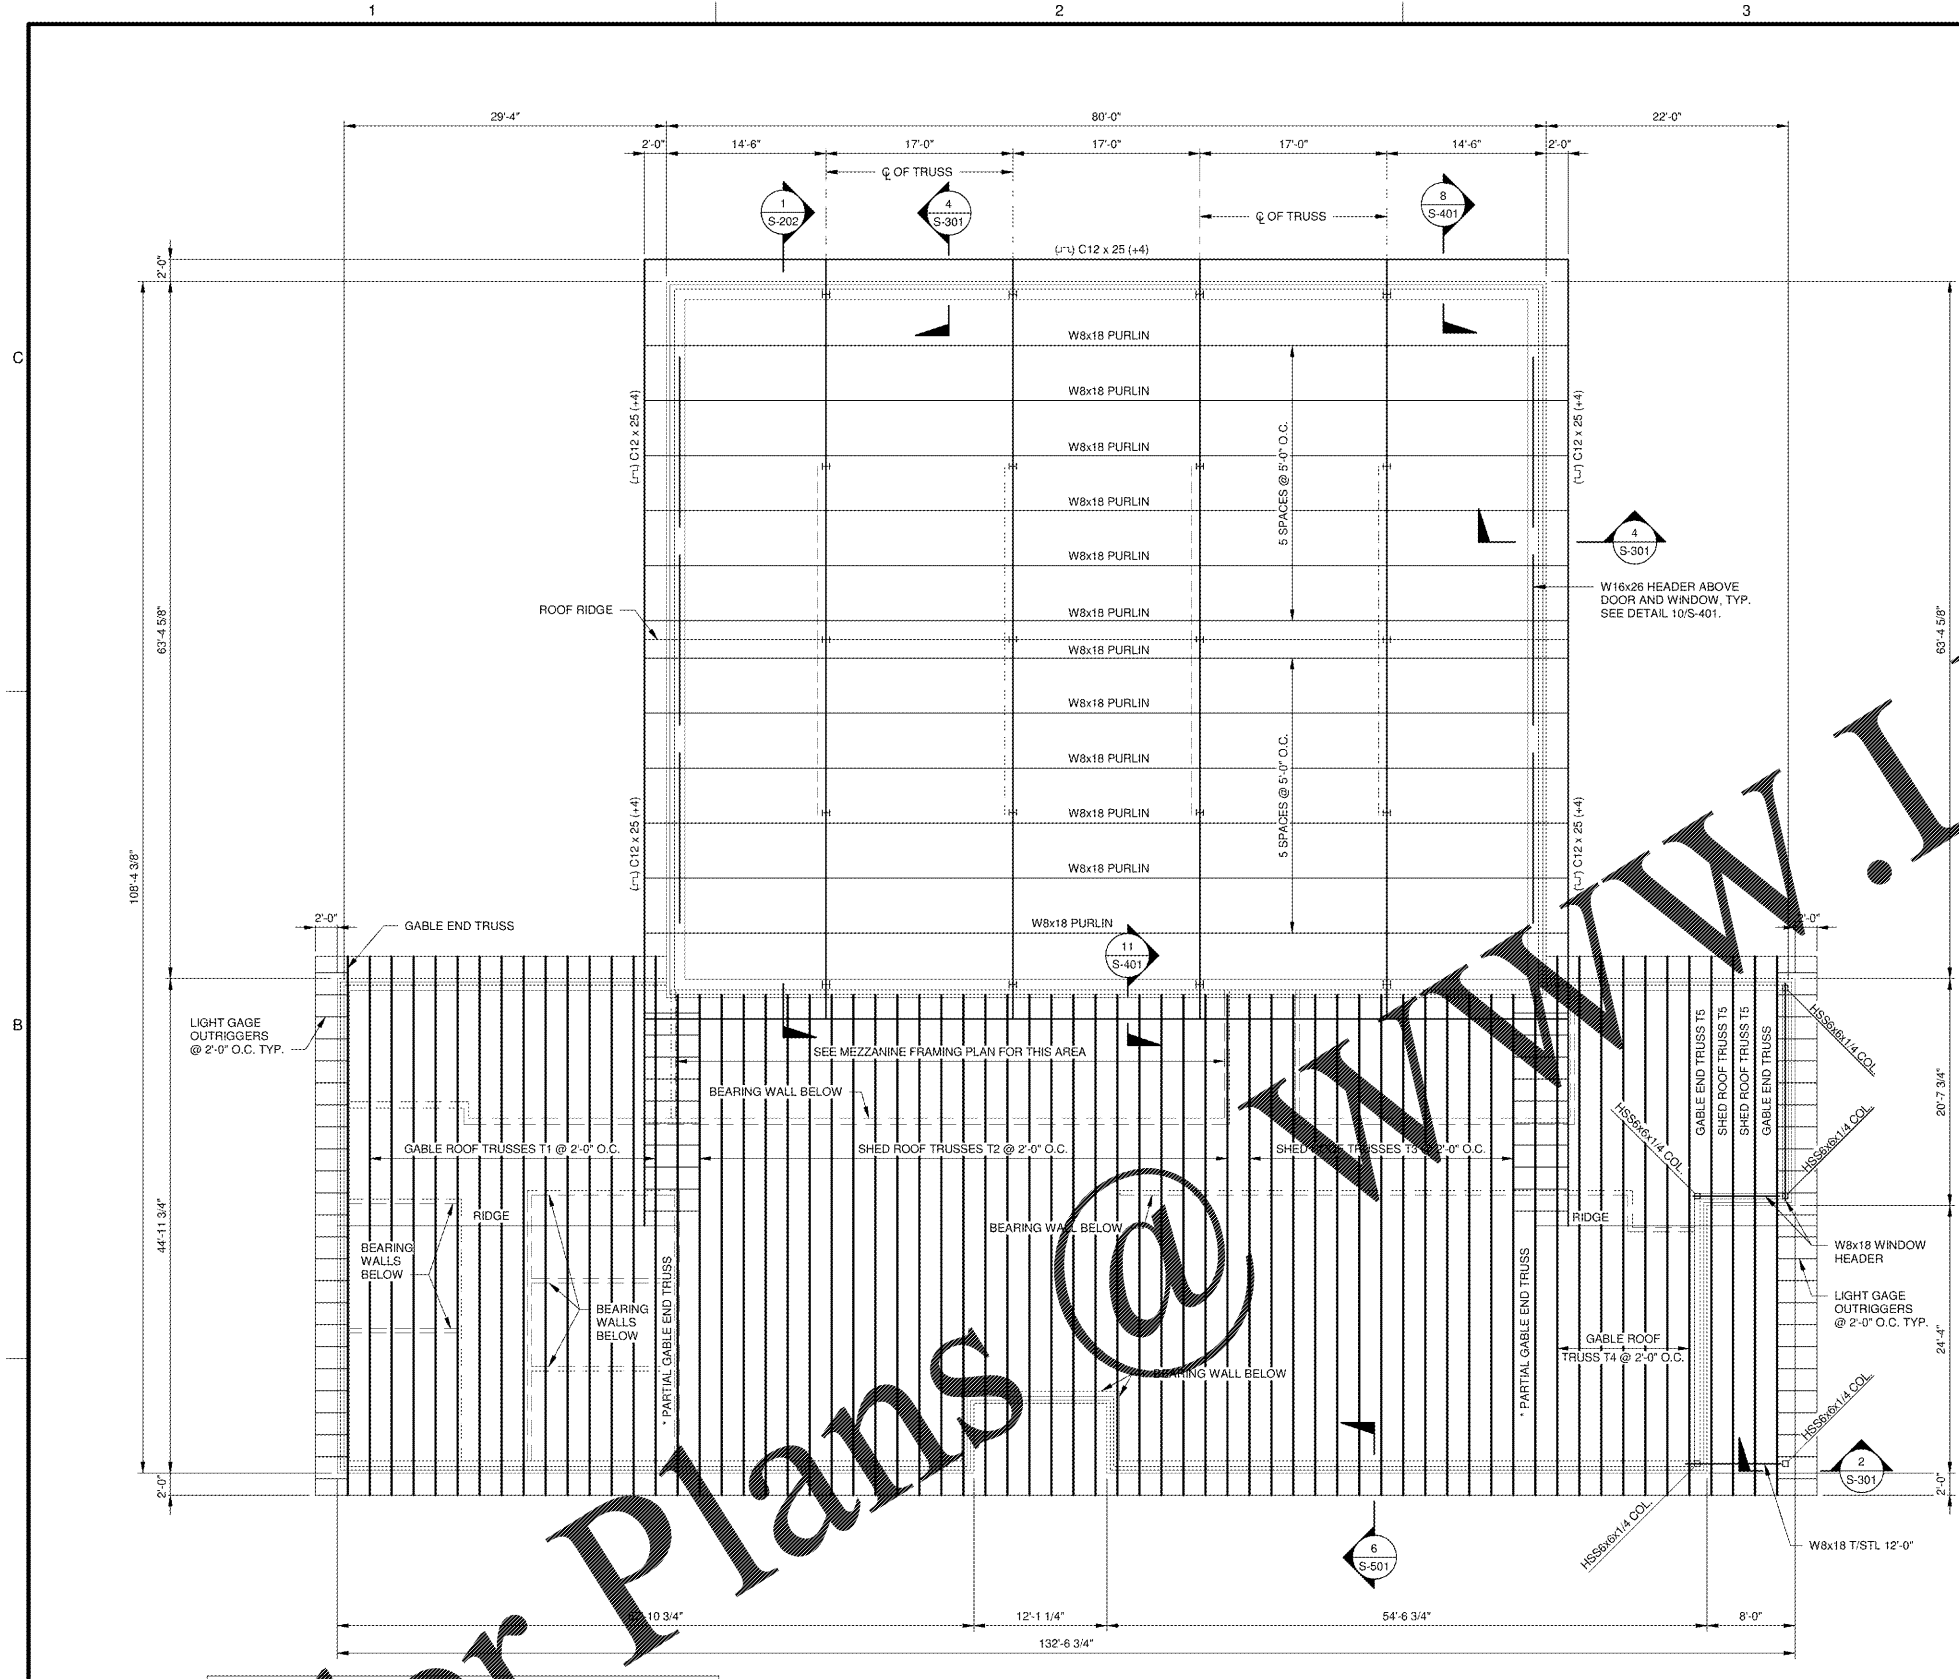 1
2
3
29'-4"
80'-0"
22'-0"
2'-0"
14'-6"
17'-0"
17'-0"
17'-0"
14'-6"
2'-0"
℄ OF TRUSS
℄ OF TRUSS
1
S-202
4
S-301
8
S-401
C12 x 25 (+4)
2'-0"
C
W8x18 PURLIN
W8x18 PURLIN
W8x18 PURLIN
W8x18 PURLIN
W8x18 PURLIN
W8x18 PURLIN
W8x18 PURLIN
W8x18 PURLIN
W8x18 PURLIN
W8x18 PURLIN
W8x18 PURLIN
W8x18 PURLIN
C12 x 25 (+4)
C12 x 25 (+4)
C12 x 25 (+4)
C12 x 25 (+4)
5 SPACES @ 5'-0" O.C.
5 SPACES @ 5'-0" O.C.
4
S-301
W16x26 HEADER ABOVE
DOOR AND WINDOW, TYP.
SEE DETAIL 10/S-401.
ROOF RIDGE
63'-4 5/8"
63'-4 5/8"
108'-4 3/8"
2'-0"
GABLE END TRUSS
11
S-401
2'-0"
B
LIGHT GAGE
OUTRIGGERS
@ 2'-0" O.C. TYP.
SEE MEZZANINE FRAMING PLAN FOR THIS AREA
BEARING WALL BELOW
GABLE ROOF TRUSSES T1 @ 2'-0" O.C.
SHED ROOF TRUSSES T2 @ 2'-0" O.C.
SHED ROOF TRUSSES T3 @ 2'-0" O.C.
GABLE END TRUSS T5
SHED ROOF TRUSS T5
SHED ROOF TRUSS T5
GABLE END TRUSS
HSS6x6x1/4 COL.
HSS6x6x1/4 COL.
HSS6x6x1/4 COL.
20'-7 3/4"
44'-11 3/4"
RIDGE
BEARING
WALLS
BELOW
BEARING
WALLS
BELOW
* PARTIAL GABLE END TRUSS
BEARING WALL BELOW
RIDGE
W8x18 WINDOW
HEADER
LIGHT GAGE
OUTRIGGERS
@ 2'-0" O.C. TYP.
* PARTIAL GABLE END TRUSS
GABLE ROOF
TRUSS T4 @ 2'-0" O.C.
24'-4"
BEARING WALL BELOW
HSS6x6x1/4 COL.
2
S-301
2'-0"
2'-0"
HSS6x6x1/4 COL.
W8x18 T/STL 12'-0"
6
S-501
10 3/4"
12'-1 1/4"
54'-6 3/4"
8'-0"
132'-6 3/4"
Plans @ www.